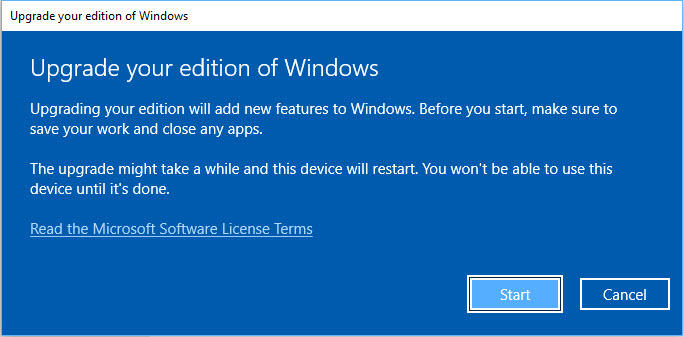 Upgrade your edition of Windows
Upgrade your edition of Windows
Upgrading your edition will add new features to Windows. Before you start, make sure to
save your work and close any apps.
The upgrade might take a while and this device will restart. You won't be able to use this
device until it's done.
Read the Microsoft Software License Terms
Start
Cancel